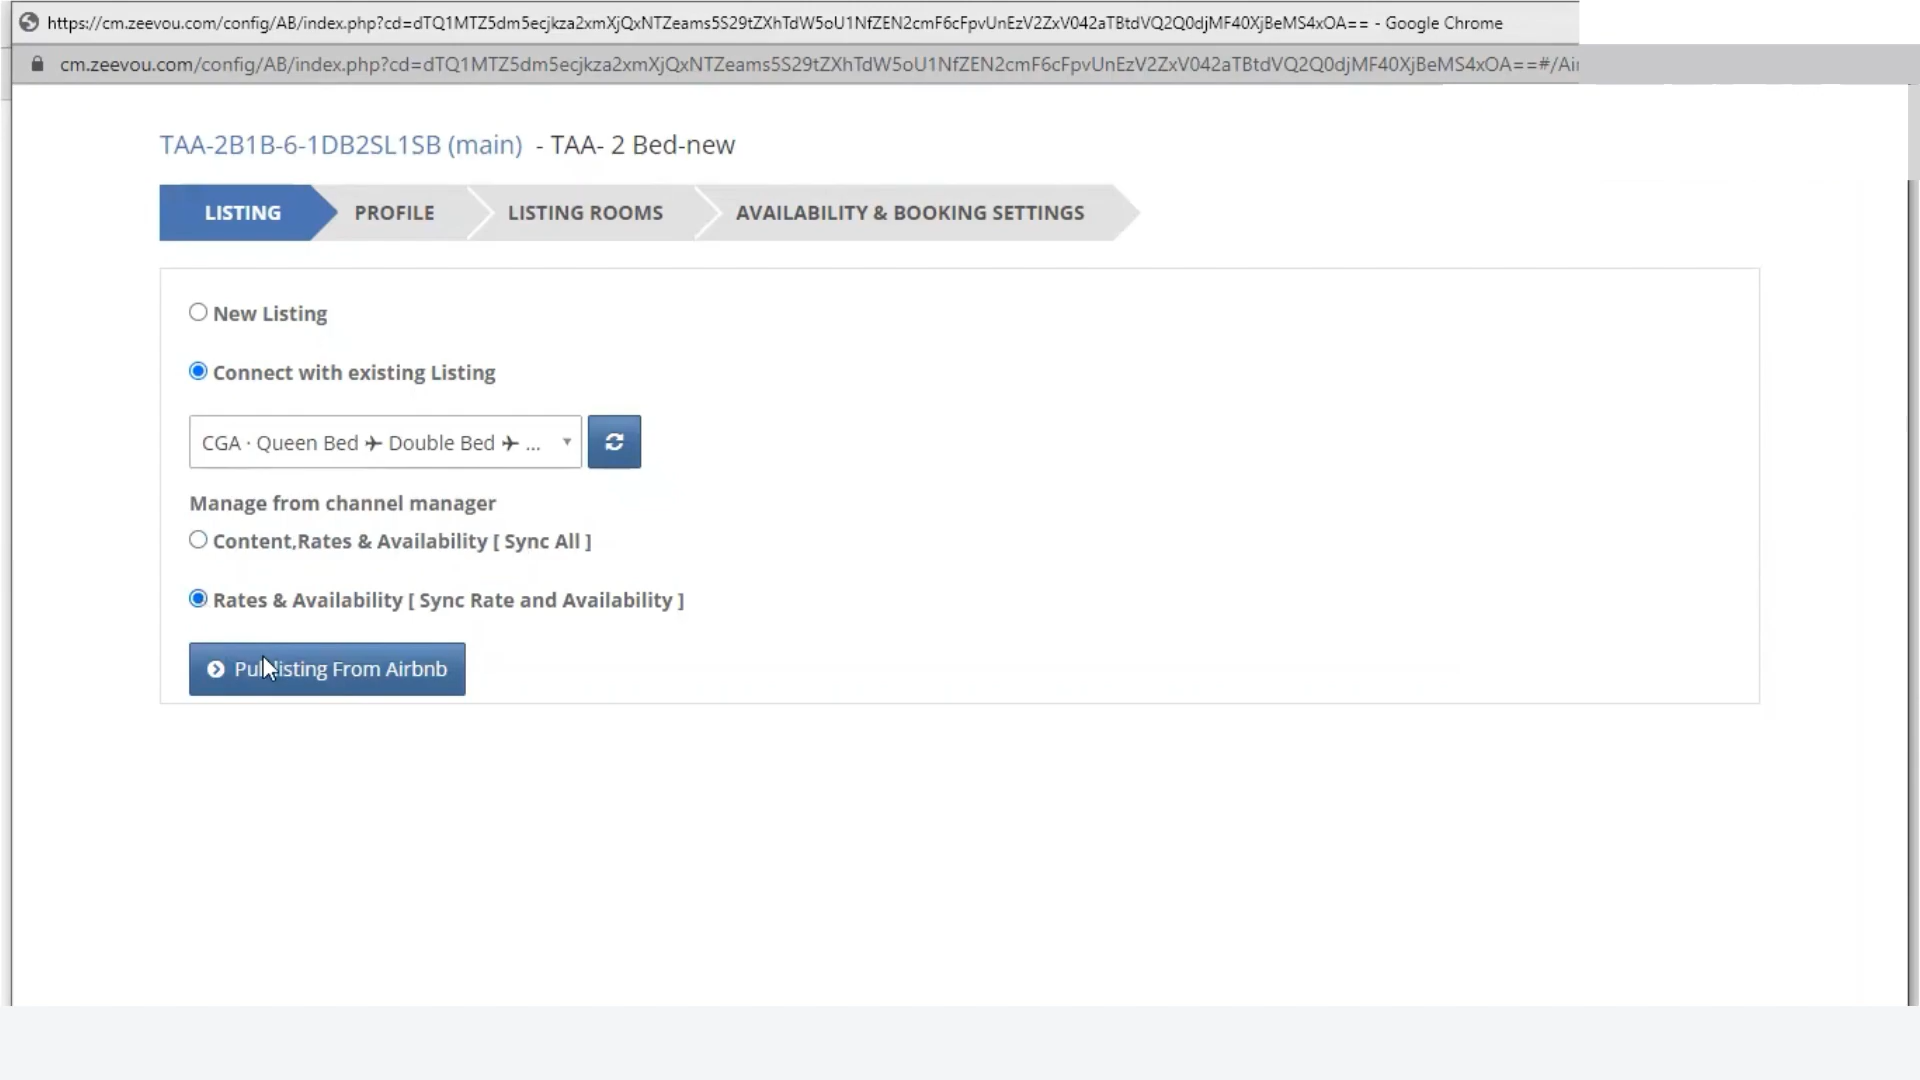 https://cm.zeevou.com/config/AB/index.php?cd=dTQ1MTZ5dm5ecjkza2xmXjQxNTZeams5S29tZXhTdW5oU1NfZEN2cmF6cFpvUnEzV2ZxV042aTBtdVQ2Q0djMF40XjBeMS4xOA== - Google Chrome
cm.zeevou.com/config/AB/index.php?cd=dTQ1MTZ5dm5ecjkza2xmXjQxNTZeams5S29tZXhTdW5oU1NfZEN2cmF6cFpvUnEzV2ZxV042aTBtdVQ2Q0djMF40XjBeMS4xOA==#/Air
TAA-2B1B-6-1DB2SL1SB (main) - TAA- 2 Bed-new
LISTING PROFILE LISTING ROOMS AVAILABILITY & BOOKING SETTINGS
New Listing
Connect with existing Listing
CGA · Queen Bed ✈ Double Bed ✈ ...
Manage from channel manager
Content,Rates & Availability [ Sync All ]
Rates & Availability [ Sync Rate and Availability ]
Pull listing From Airbnb